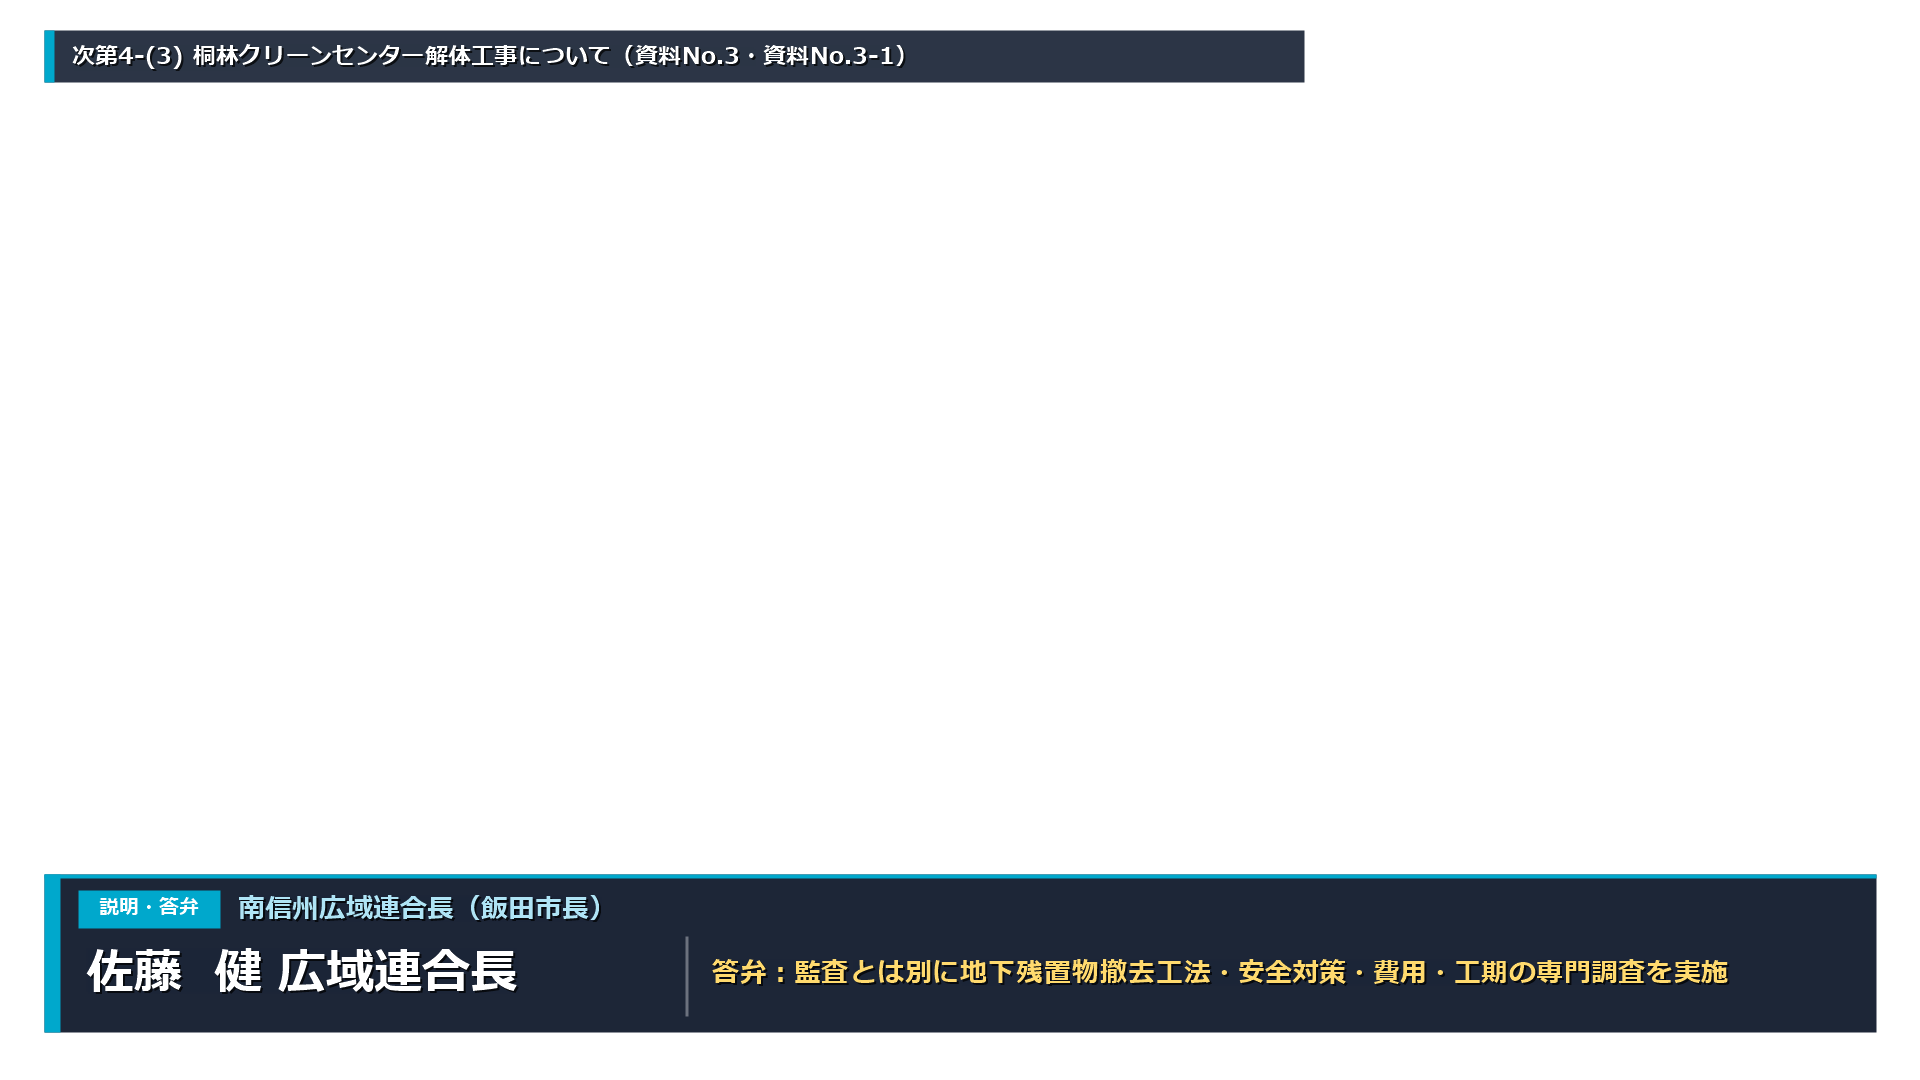 次第4-(3) 桐林クリーンセンター解体工事について（資料No.3・資料No.3-1）
説明・答弁
南信州広域連合長（飯田市長）
佐藤　健 広域連合長
答弁：監査とは別に地下残置物撤去工法・安全対策・費用・工期の専門調査を実施